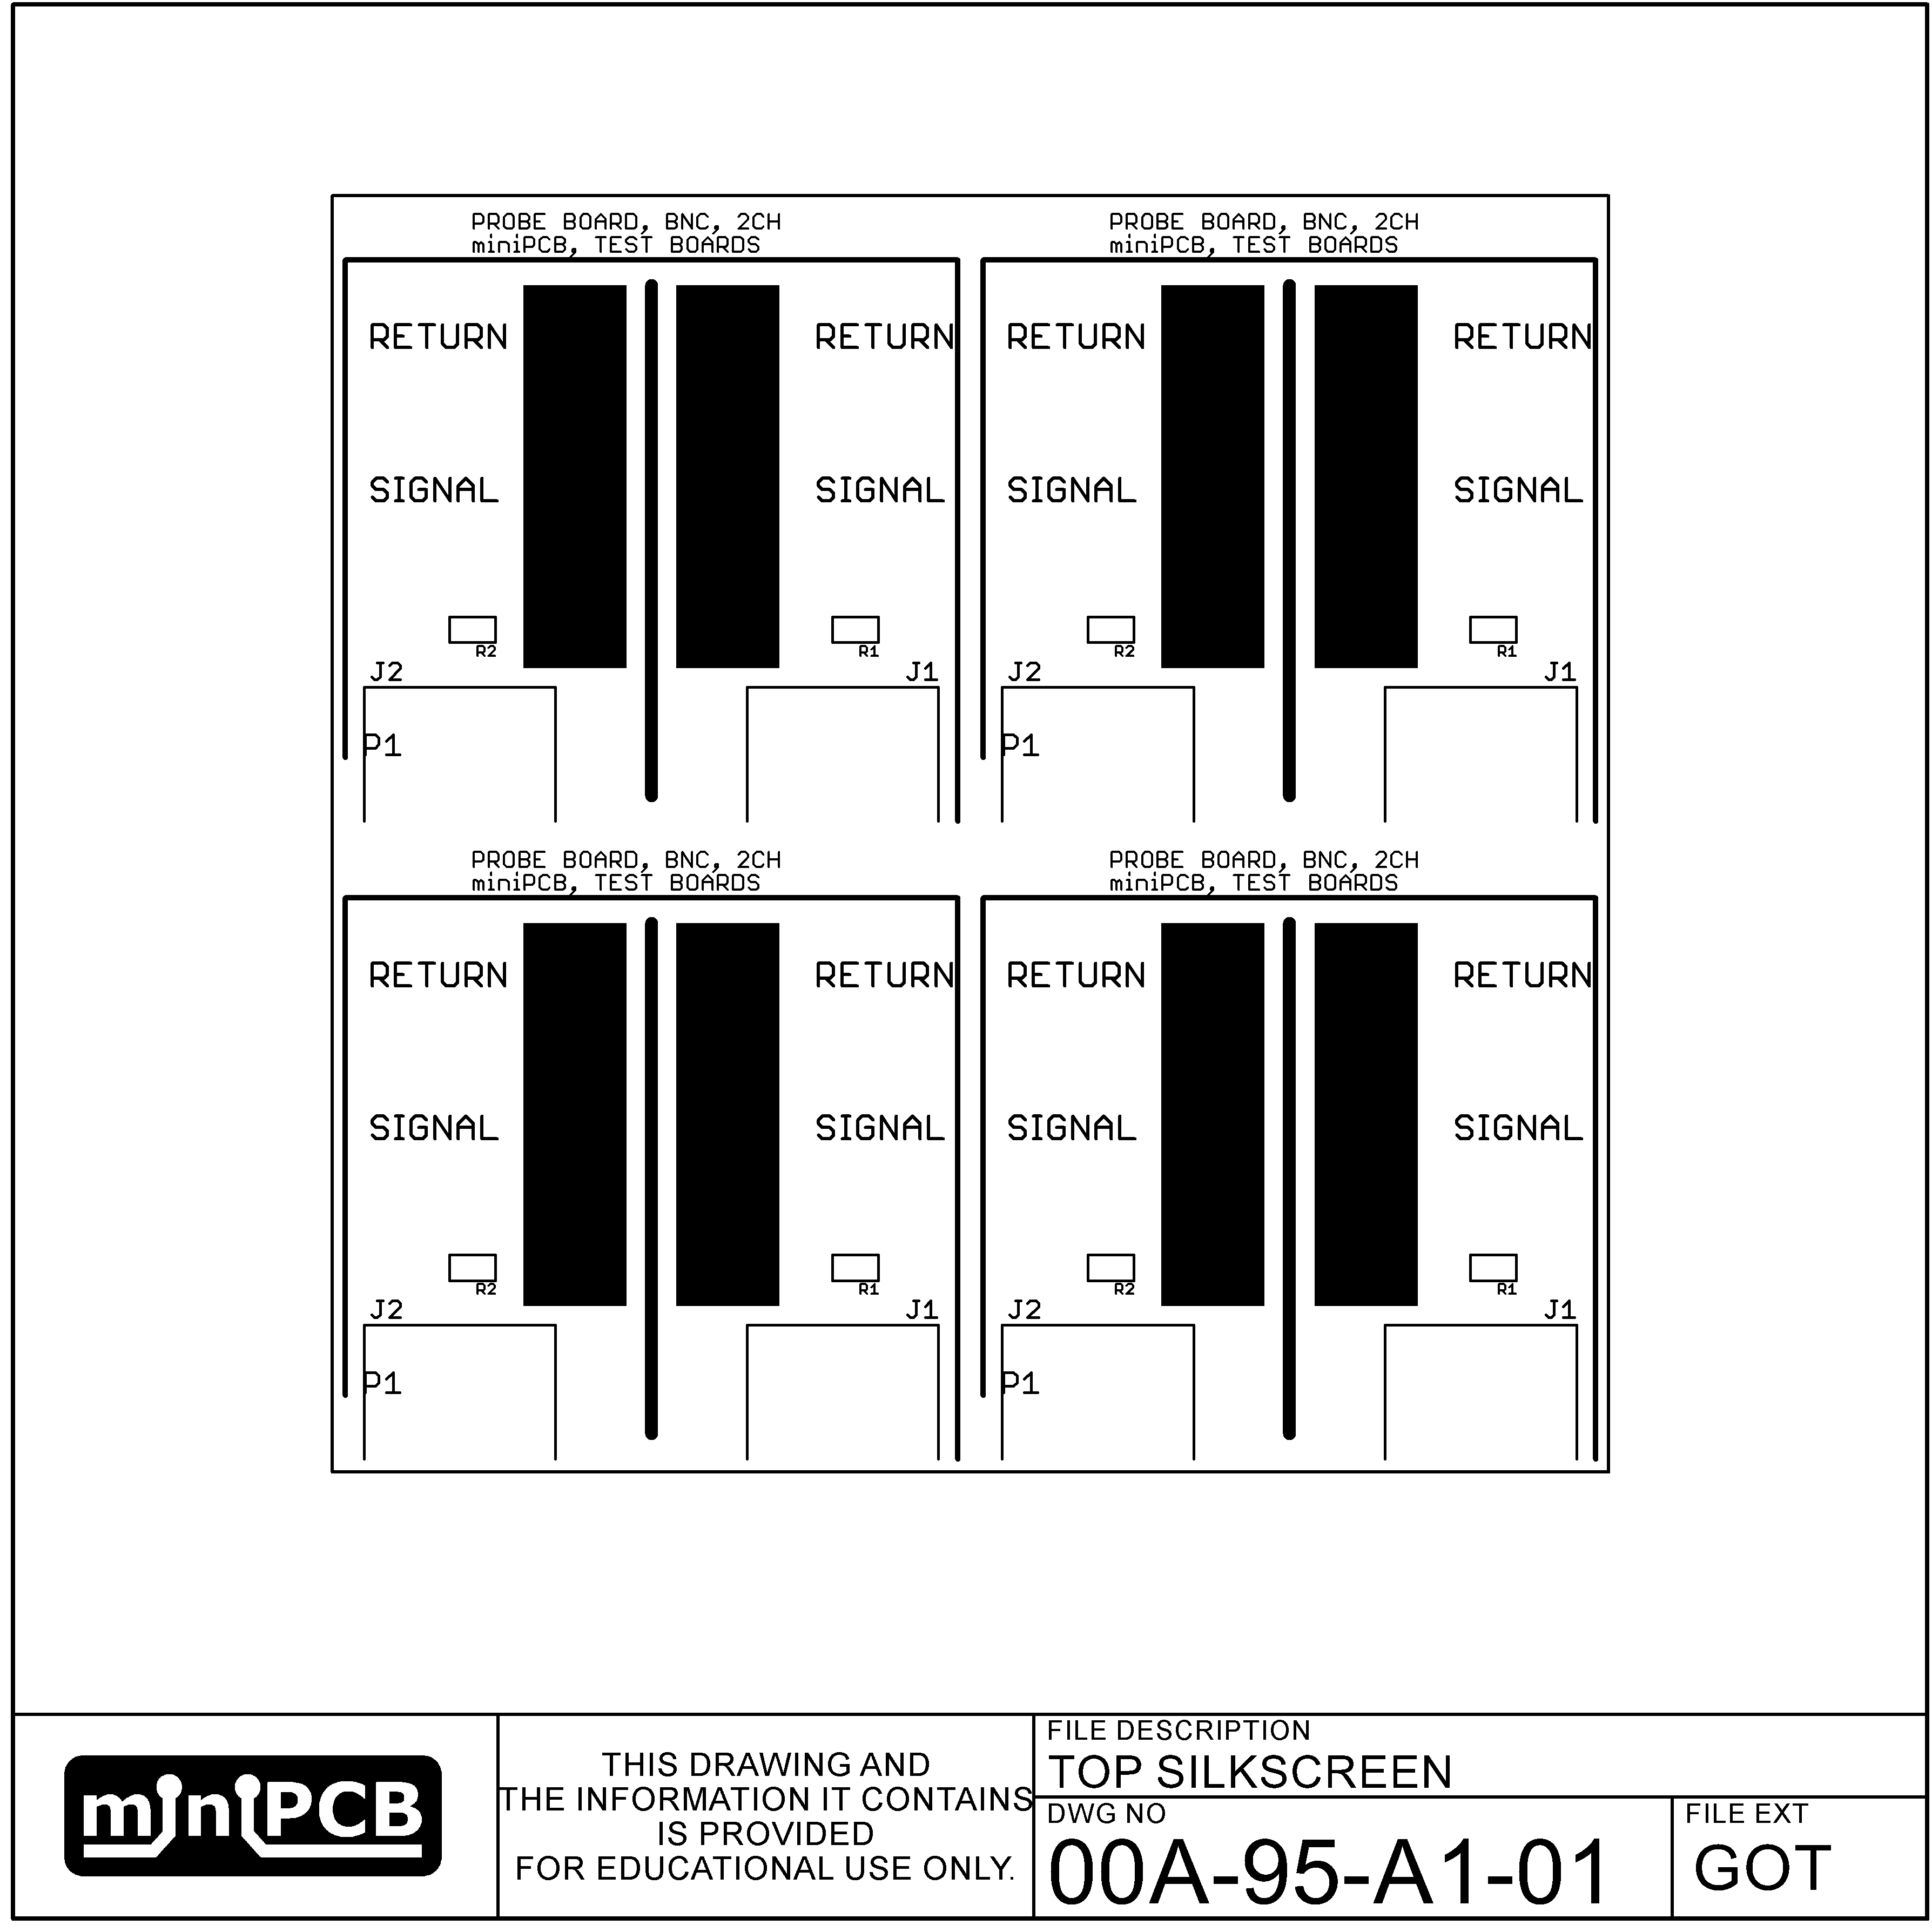 PROBE BOARD, BNC, 2CH
miniPCB, TEST BOARDS
RETURN
RETURN
SIGNAL
SIGNAL
R2
R1
J2
J1
P1
PROBE BOARD, BNC, 2CH
miniPCB, TEST BOARDS
RETURN
RETURN
SIGNAL
SIGNAL
R2
R1
J2
J1
P1
PROBE BOARD, BNC, 2CH
miniPCB, TEST BOARDS
RETURN
RETURN
SIGNAL
SIGNAL
R2
R1
J2
J1
P1
PROBE BOARD, BNC, 2CH
miniPCB, TEST BOARDS
RETURN
RETURN
SIGNAL
SIGNAL
R2
R1
J2
J1
P1
miniPCB
THIS DRAWING AND
THE INFORMATION IT CONTAINS
IS PROVIDED
FOR EDUCATIONAL USE ONLY.
FILE DESCRIPTION
TOP SILKSCREEN
DWG NO
00A-95-A1-01
FILE EXT
GOT